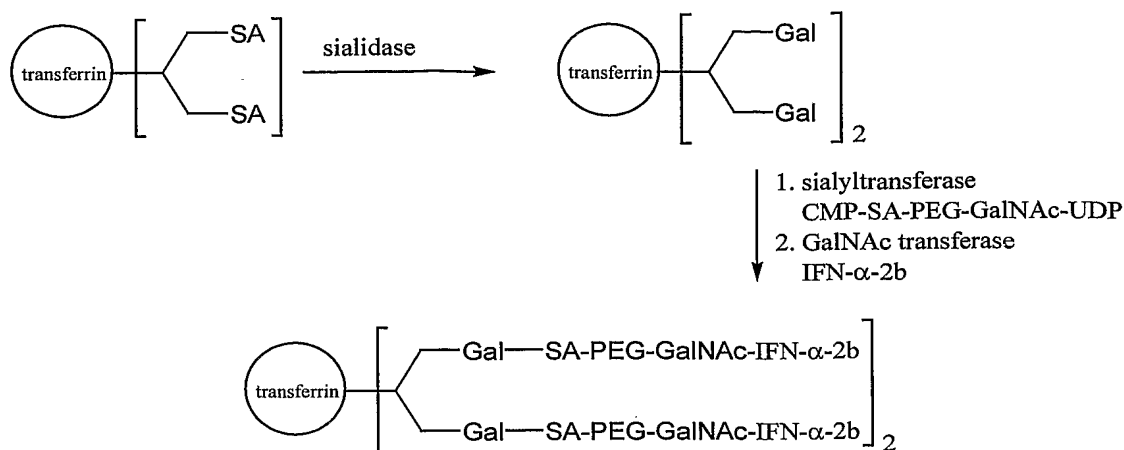 SA
transferrin
SA
sialidase
Gal
transferrin
Gal
2
1. sialyltransferase
CMP-SA-PEG-GalNAc-UDP
2. GalNAc transferase
IFN-α-2b
Gal—SA-PEG-GalNAc-IFN-α-2b
transferrin
Gal—SA-PEG-GalNAc-IFN-α-2b
2